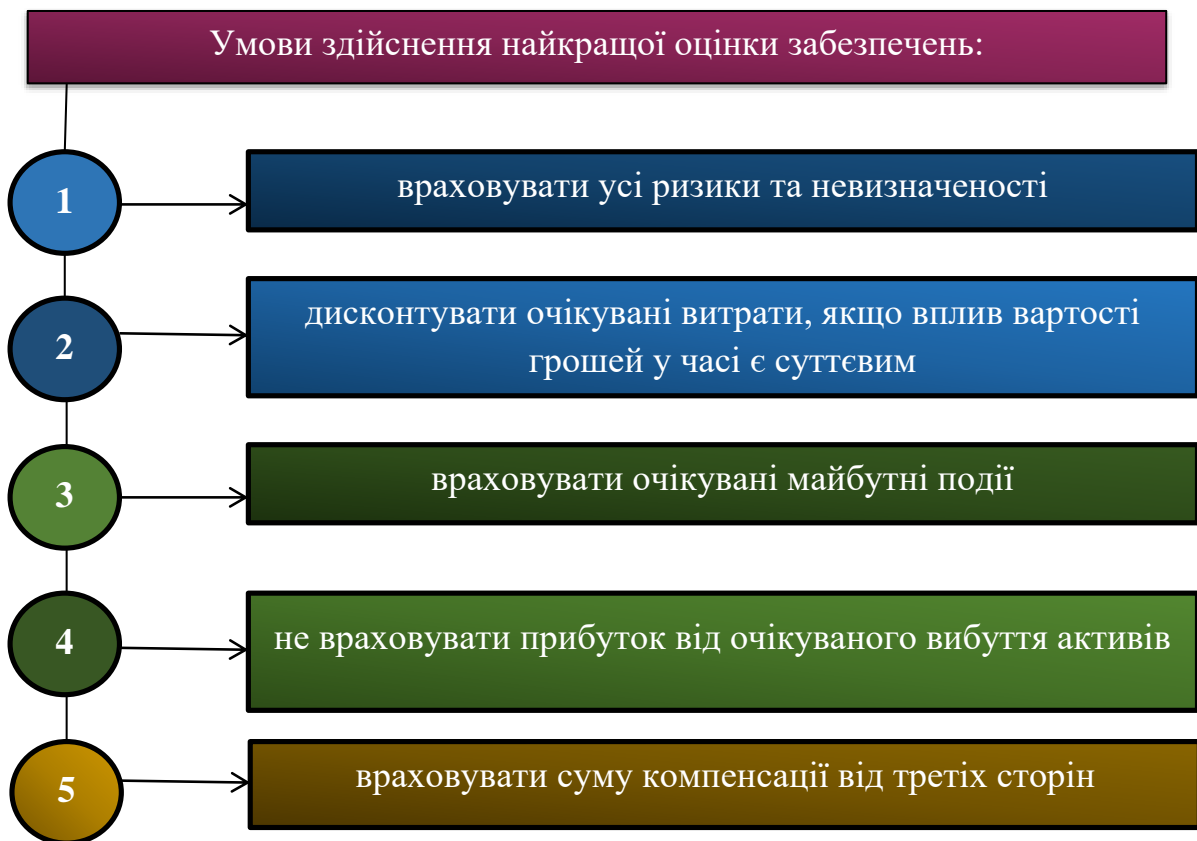 Умови здійснення найкращої оцінки забезпечень:
1
враховувати усі ризики та невизначеності
2
дисконтувати очікувані витрати, якщо вплив вартості
грошей у часі є суттєвим
3
враховувати очікувані майбутні події
4
не враховувати прибуток від очікуваного вибуття активів
5
враховувати суму компенсації від третіх сторін